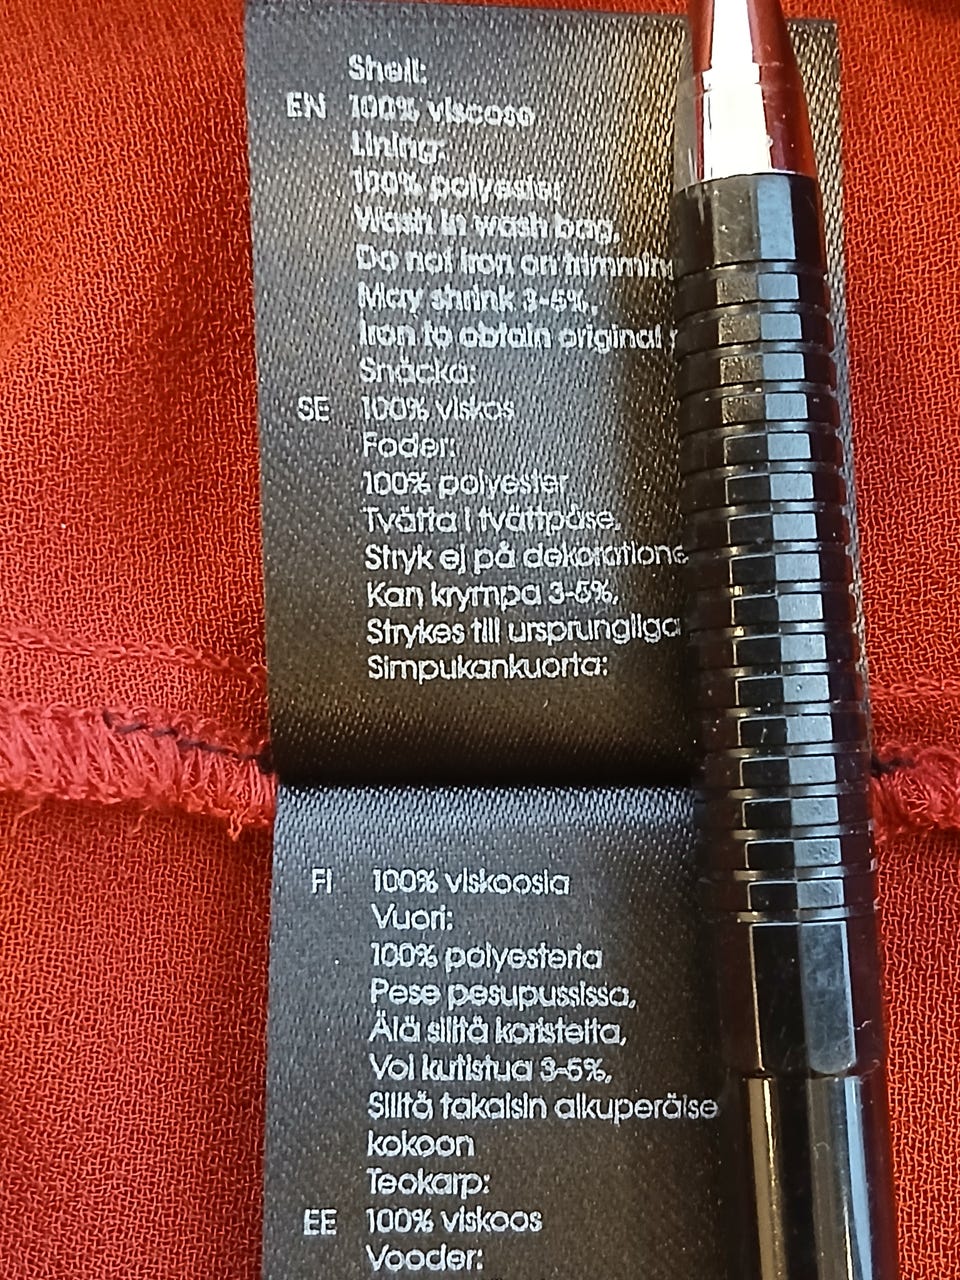 Shell:
EN 100% viscose
Lining:
100% polyester,
Wash in wash bag,
Do not iron on trimming
May shrink 3-5%,
Iron to obtain original
Snäckä:
SE 100% viskos
Foder:
100% polyester
Tvätta i tvättpåse,
Stryk ej på dekoratione
Kan krympa 3-5%,
Strykes till ursprungliga
Simpukankuorta:
FI 100% viskoosia
Vuori:
100% polyesteria
Pese pesupussissa,
Älä silitä koristeita,
Voi kutistua 3-5%,
Silitä takaisin alkuperäise
kokoon
Teokarp:
EE 100% viskoos
Vooder: